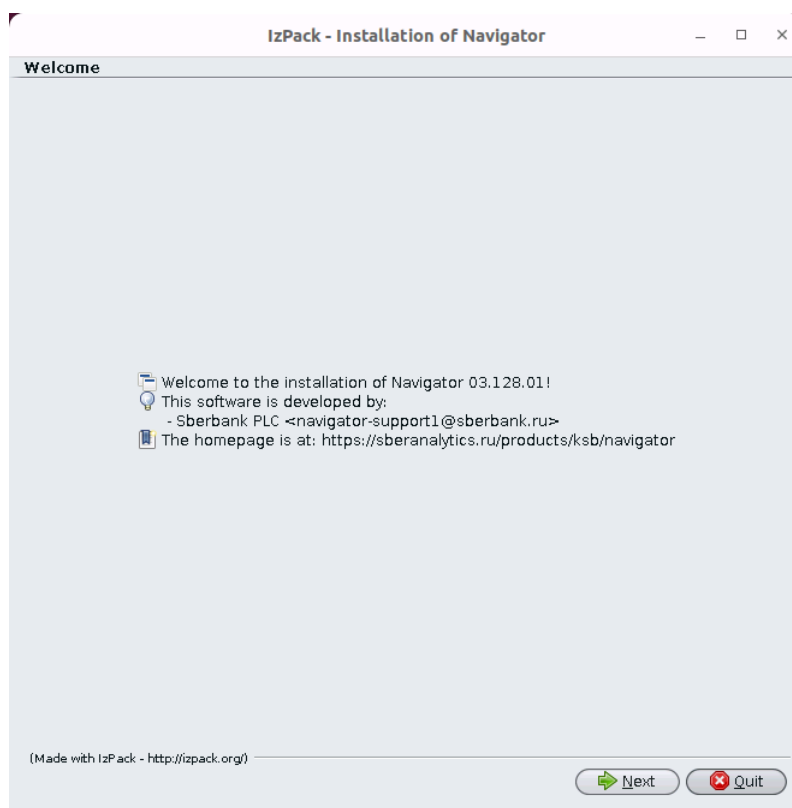 IzPack - Installation of Navigator
Welcome
Welcome to the installation of Navigator 03.128.01!
This software is developed by:
- Sberbank PLC <navigator-support1@sberbank.ru>
The homepage is at: https://sberanalytics.ru/products/ksb/navigator
(Made with IzPack - http://izpack.org/)
Next Quit